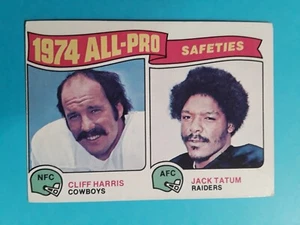 1974 ALL-PRO
SAFETIES
NFC
CLIFF HARRIS
COWBOYS
AFC
JACK TATUM
RAIDERS